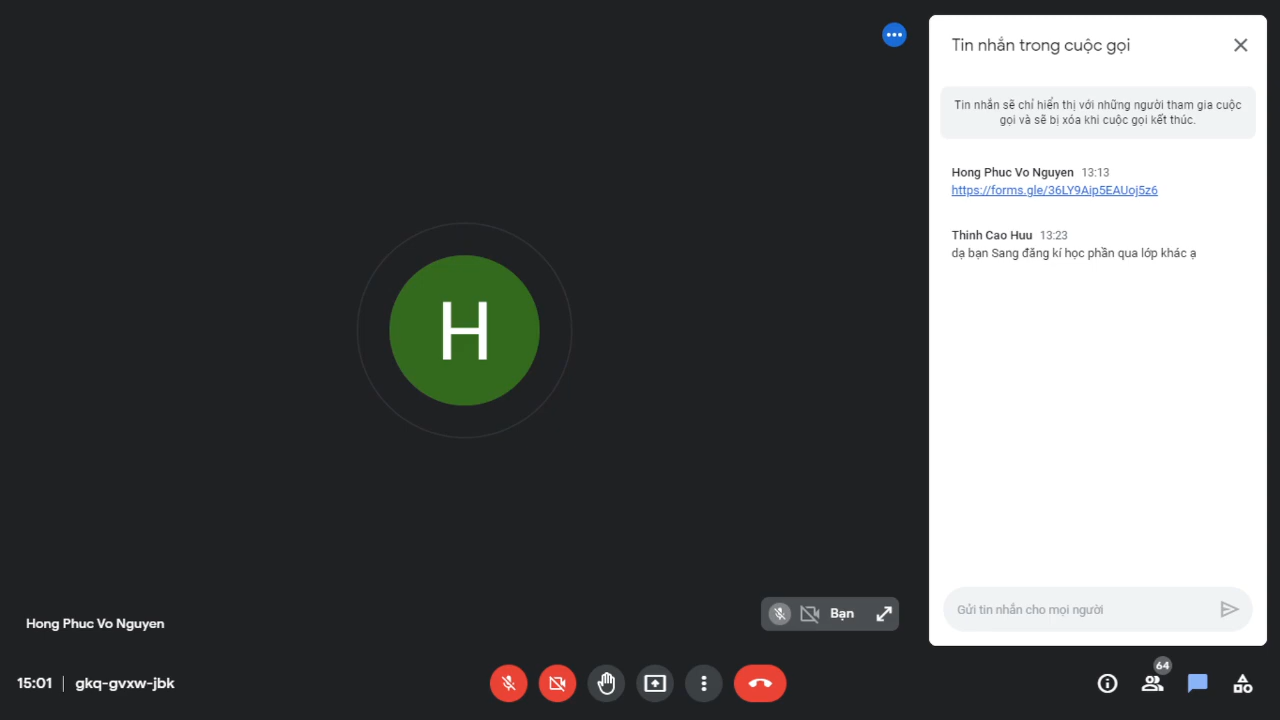 Tin nhắn trong cuộc gọi
Tin nhắn sẽ chỉ hiển thị với những người tham gia cuộc
gọi và sẽ bị xóa khi cuộc gọi kết thúc.
Hong Phuc Vo Nguyen 13:13
https://forms.gle/36LY9Aip5EAUoj5z6
Thinh Cao Huu 13:23
dạ bạn Sang đăng kí học phần qua lớp khác ạ
H
Gửi tin nhắn cho mọi người
Bạn
Hong Phuc Vo Nguyen
15:01 | gkq-gvxw-jbk
64